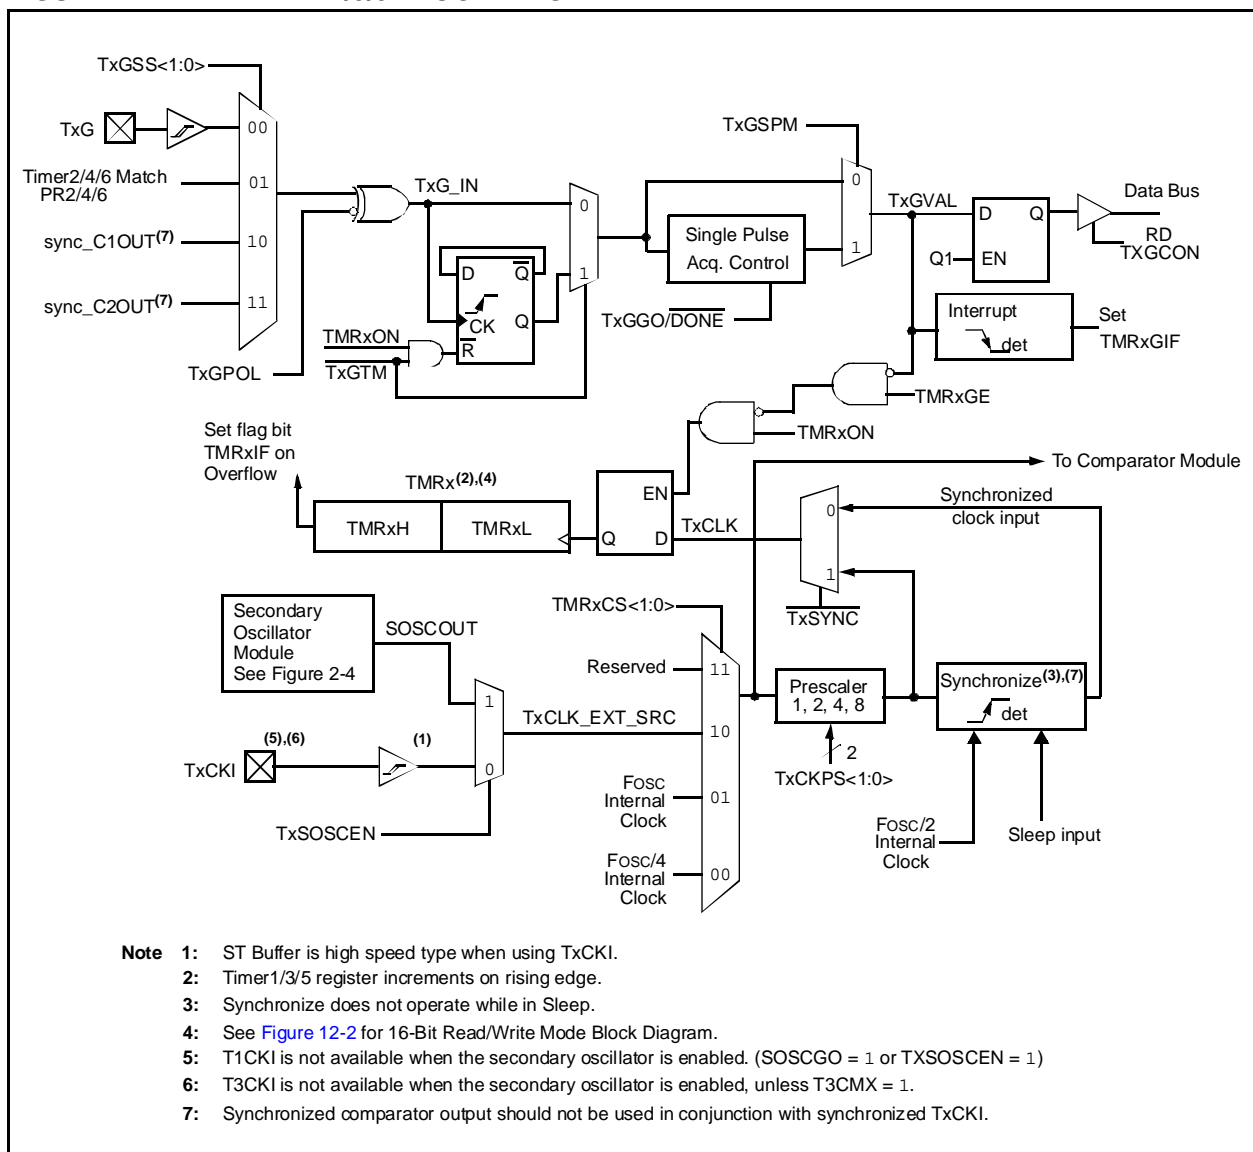 TxGSS<1:0>
TxG
00
Timer2/4/6 Match
PR2/4/6
01
sync_C1OUT(7)
10
sync_C2OUT(7)
11
TxGPOL
TxG_IN
D
Q
CK
Q
R
TMRxON
TxGTM
0
1
TxGSPM
Single Pulse
Acq. Control
TxGGO/DONE
0
1
TxGVAL
D
Q
Q1
EN
Data Bus
RD
TXGCON
Interrupt
det
Set
TMRxGIF
TMRxGE
TMRxON
To Comparator Module
Set flag bit
TMRxIF on
Overflow
TMRx(2),(4)
TMRxH
TMRxL
EN
Q
D
TxCLK
0
1
TxSYNC
Synchronized
clock input
Secondary
Oscillator
Module
See Figure 2-4
SOSCOUT
(5),(6)
(1)
TxCKI
1
0
TxSOSCEN
TxCLK_EXT_SRC
TMRxCS<1:0>
Reserved
11
10
FOSC
Internal
Clock
01
FOSC/4
Internal
Clock
00
Prescaler
1, 2, 4, 8
2
TxCKPS<1:0>
Synchronize(3),(7)
det
FOSC/2
Internal
Clock
Sleep input
Note 1: ST Buffer is high speed type when using TxCKI.
2: Timer1/3/5 register increments on rising edge.
3: Synchronize does not operate while in Sleep.
4: See Figure 12-2 for 16-Bit Read/Write Mode Block Diagram.
5: T1CKI is not available when the secondary oscillator is enabled. (SOSCGO = 1 or TXSOSCEN = 1)
6: T3CKI is not available when the secondary oscillator is enabled, unless T3CMX = 1.
7: Synchronized comparator output should not be used in conjunction with synchronized TxCKI.